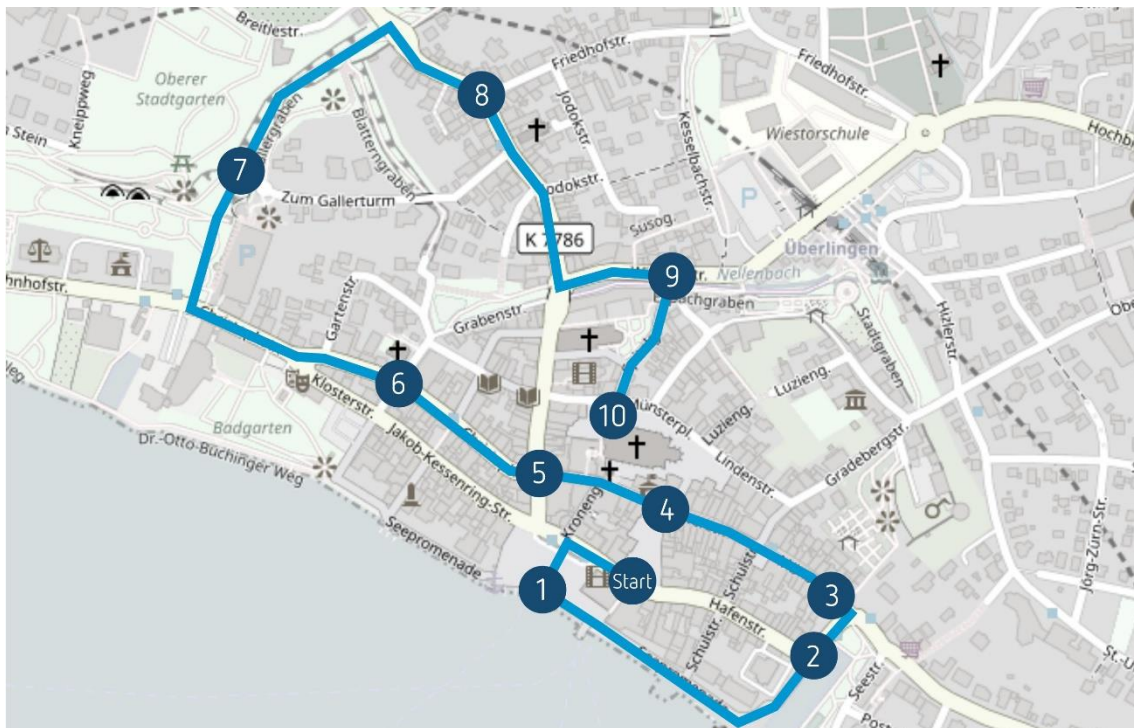 Breitlestr.
Oberer
Stadtgarten
Kneippweg
Stein
Blatterngraben
Zum Gallerturm
Friedhofstr.
Jodokstr.
Jodokstr.
Kesselbachstr.
Susog.
K 7786
Friedhofstr.
Wiestorschule
Überlingen
Nellenbach
Stadtgraben
Hizlerstr.
Grabenstr.
Gartenstr.
Klosterstr.
Badgarten
Dr.-Otto-Büchinger Weg
Jakob-Kessenring-Str.
Seepromenade
Münsterpl
Luzieng.
Luzieng.
Lindenstr.
Gradebergstr.
Jörg-Zürn-Str.
Kroneng
Schulstr.
Schulstr.
Hafenstr.
Seestr.
P
P
P
Start
1
2
3
4
5
6
7
8
9
10